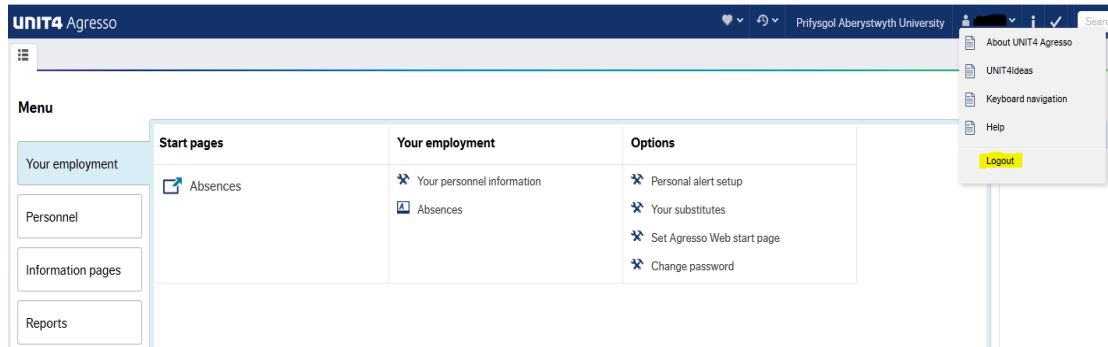 UNIT4 Agresso
Prifysgol Aberystwyth University
Sear
About UNIT4 Agresso
UNIT4Ideas
Keyboard navigation
Help
Logout
Menu
Your employment
Personnel
Information pages
Reports
Start pages
Absences
Your employment
Your personnel information
Absences
Options
Personal alert setup
Your substitutes
Set Agresso Web start page
Change password